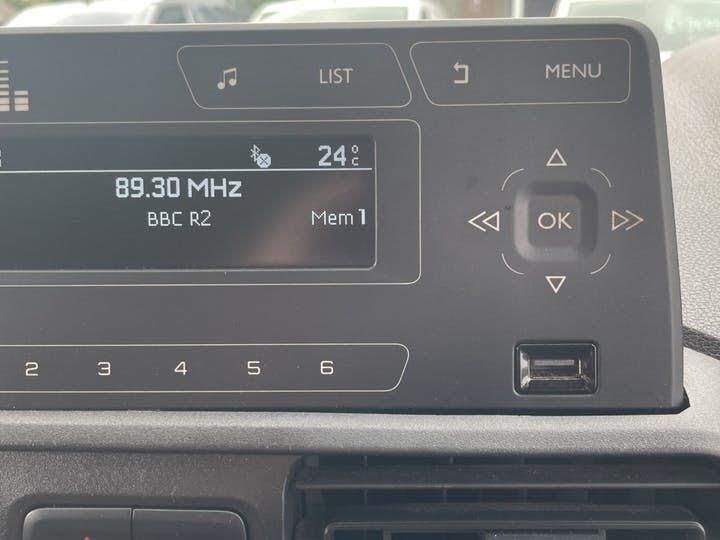 LIST
MENU
24°C
89.30 MHz
BBC R2
Mem 1
OK
2 3 4 5 6